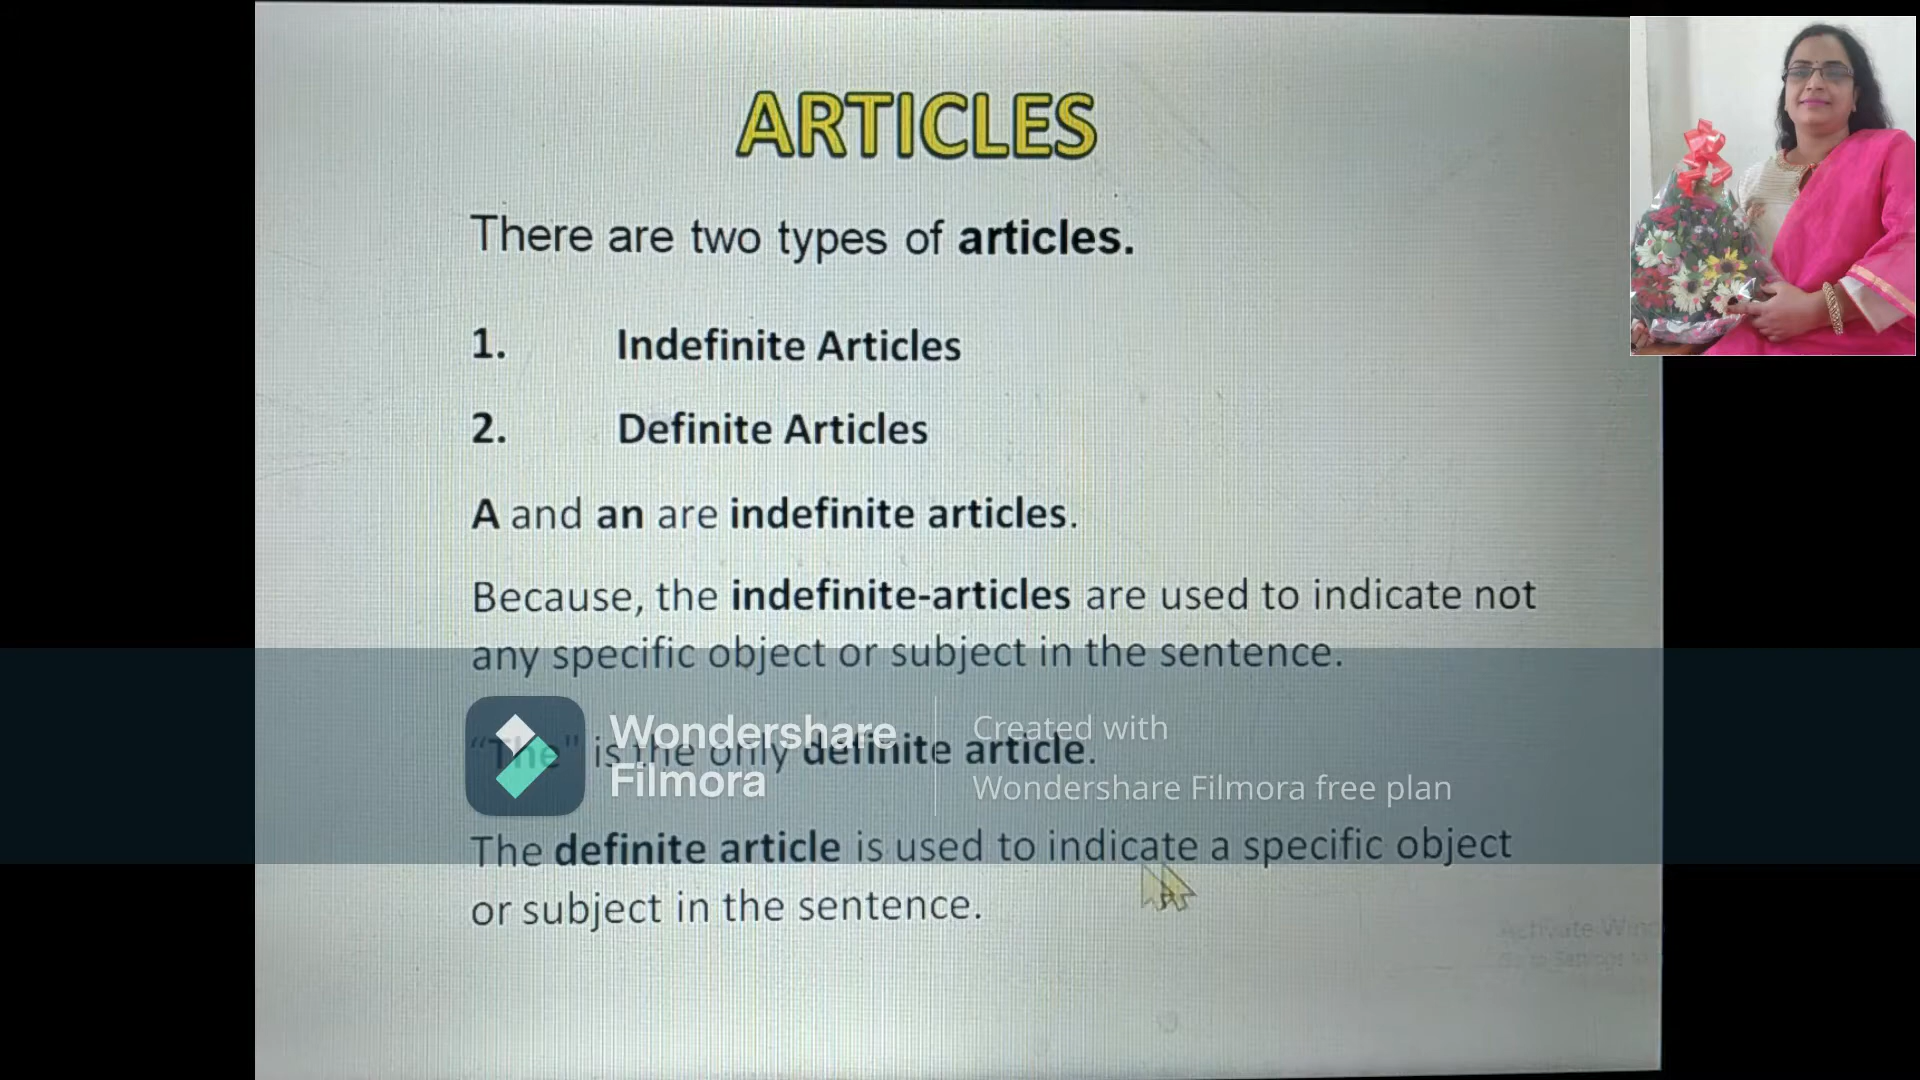 ARTICLES
There are two types of articles.
1. Indefinite Articles
2. Definite Articles
A and an are indefinite articles.
Because, the indefinite-articles are used to indicate not
any specific object or subject in the sentence.
"The" is the only definite article.
Wondershare
Filmora
Created with
Wondershare Filmora free plan
The definite article is used to indicate a specific object
or subject in the sentence.
Activate